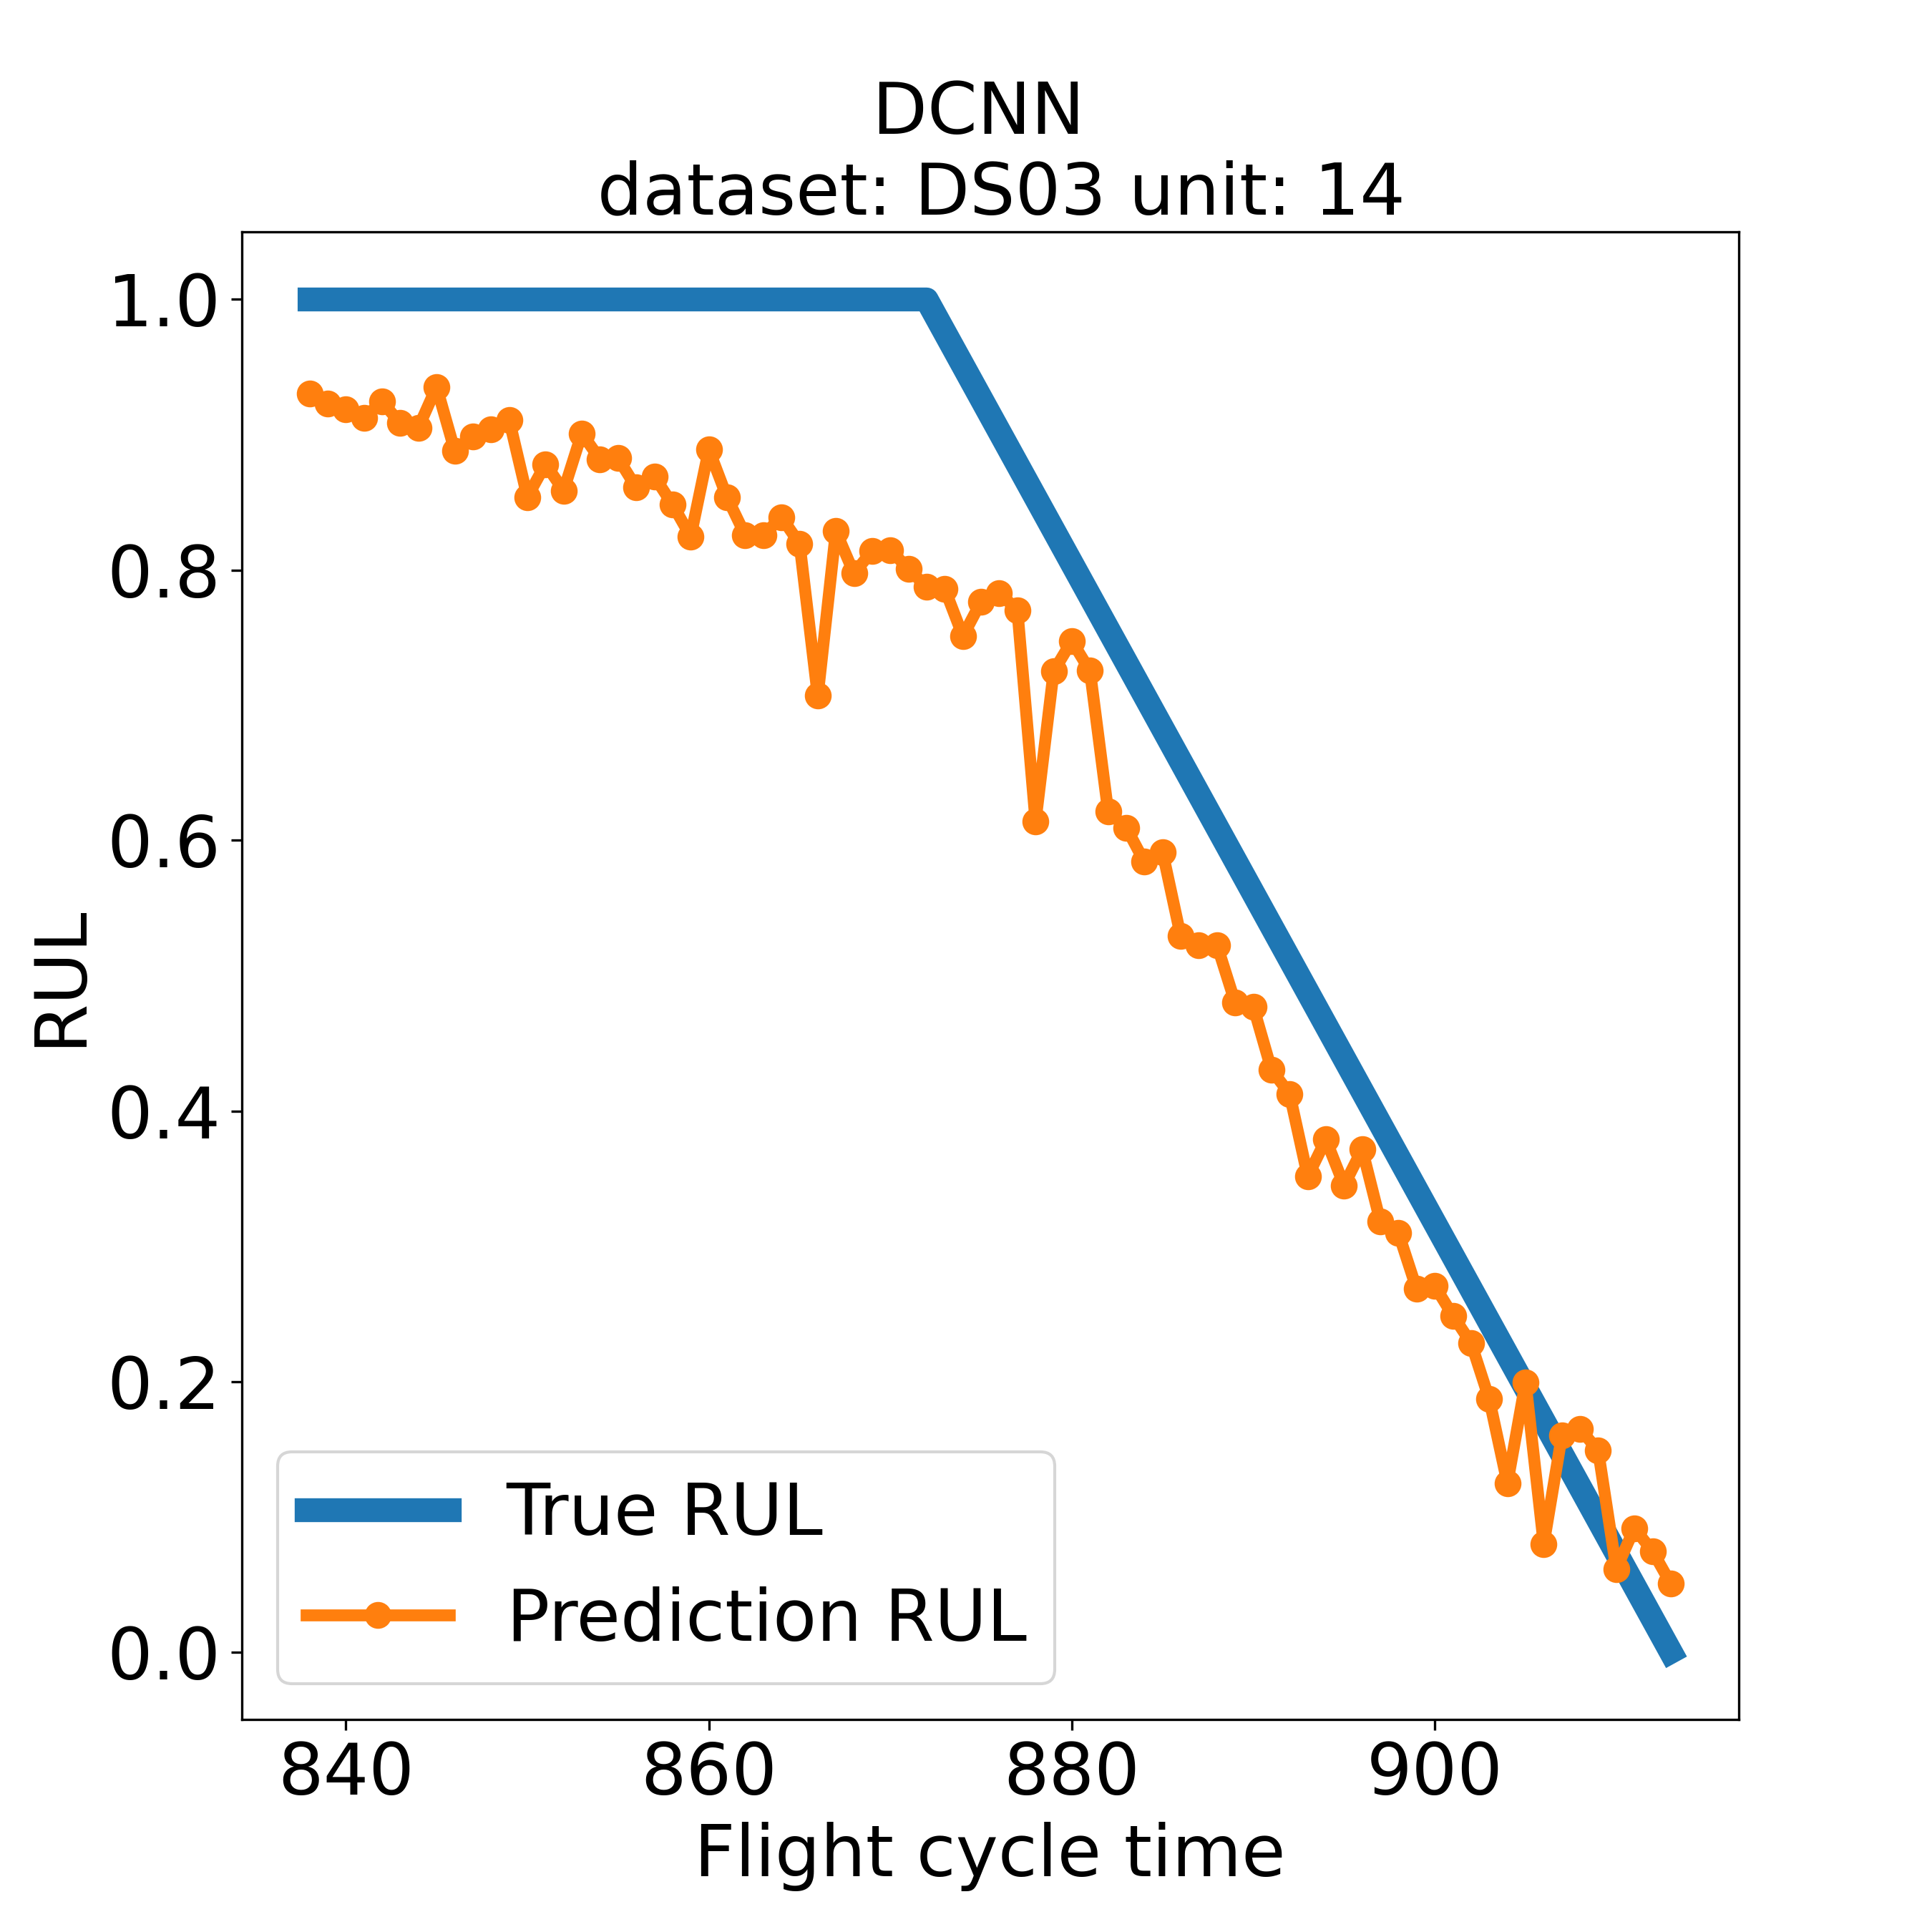 DCNN
dataset: DS03 unit: 14
1.0
0.8
0.6
0.4
0.2
0.0
RUL
True RUL
Prediction RUL
840 860 880 900
Flight cycle time